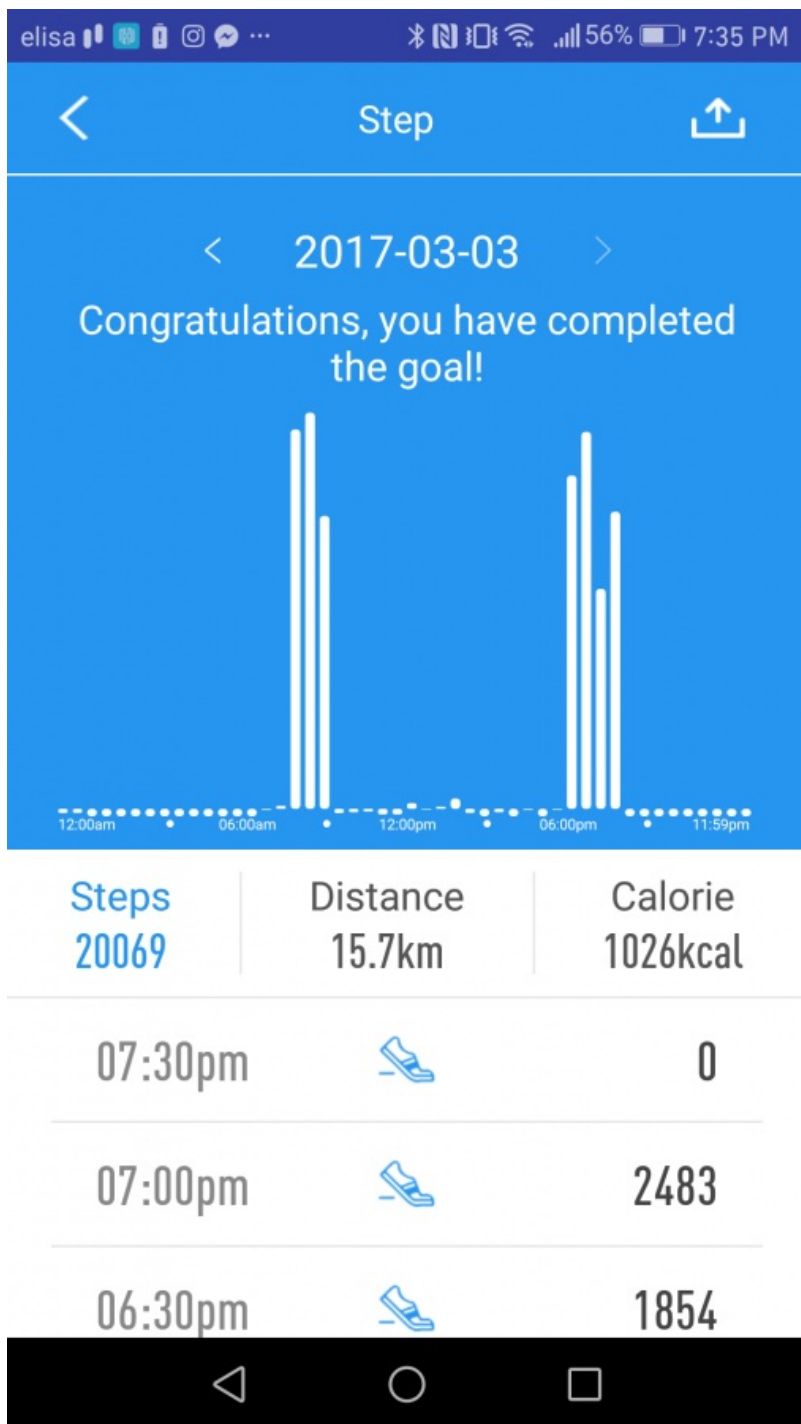 elisa ... 56% 7:35 PM
Step
2017-03-03
Congratulations, you have completed
the goal!
12:00am 06:00am 12:00pm 06:00pm 11:59pm
Steps Distance Calorie
20069 15.7km 1026kcal
07:30pm 0
07:00pm 2483
06:30pm 1854